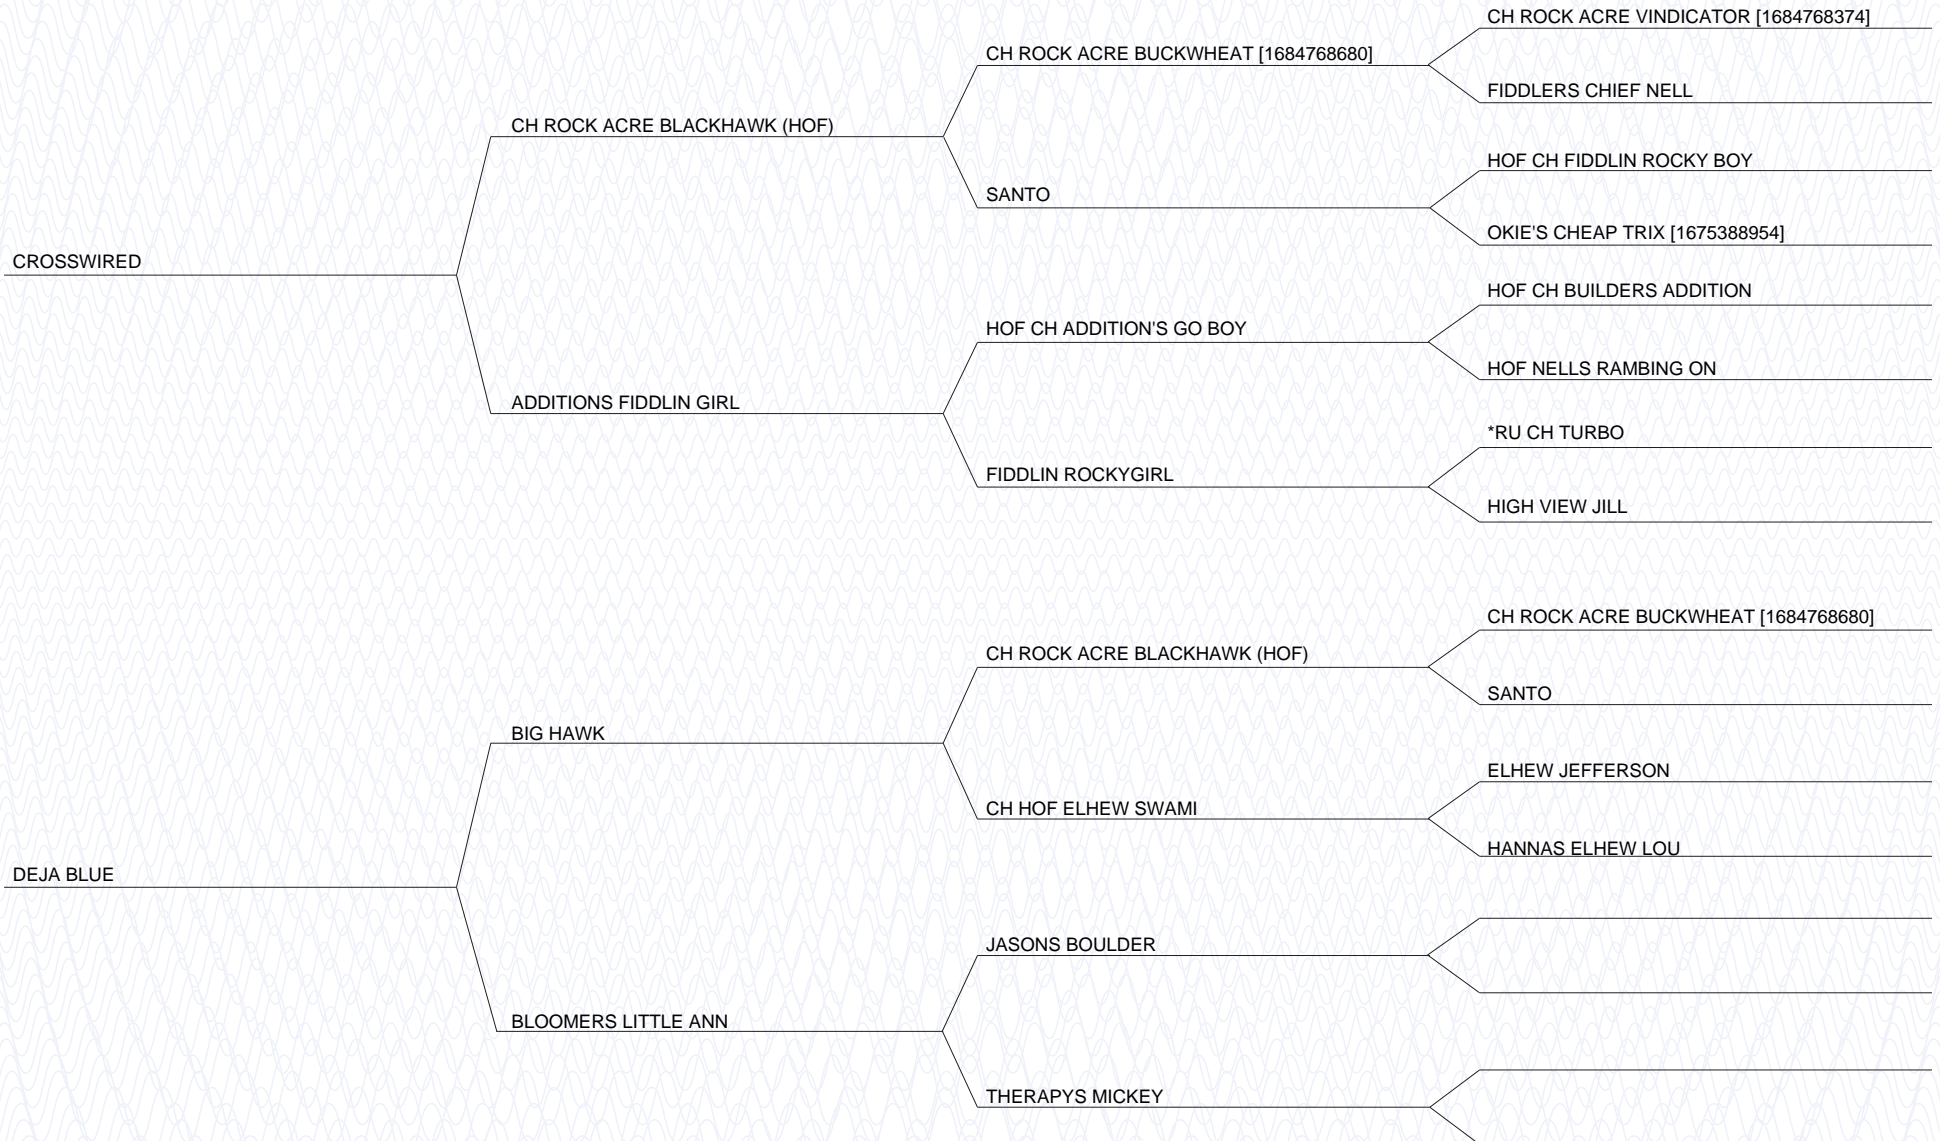 CH ROCK ACRE VINDICATOR [1684768374]
CH ROCK ACRE BUCKWHEAT [1684768680]
FIDDLERS CHIEF NELL
CH ROCK ACRE BLACKHAWK (HOF)
HOF CH FIDDLIN ROCKY BOY
SANTO
OKIE'S CHEAP TRIX [1675388954]
CROSSWIRED
HOF CH BUILDERS ADDITION
HOF CH ADDITION'S GO BOY
HOF NELLS RAMBING ON
ADDITIONS FIDDLIN GIRL
*RU CH TURBO
FIDDLIN ROCKYGIRL
HIGH VIEW JILL
CH ROCK ACRE BUCKWHEAT [1684768680]
CH ROCK ACRE BLACKHAWK (HOF)
SANTO
BIG HAWK
ELHEW JEFFERSON
CH HOF ELHEW SWAMI
HANNAS ELHEW LOU
DEJA BLUE
JASONS BOULDER
BLOOMERS LITTLE ANN
THERAPYS MICKEY